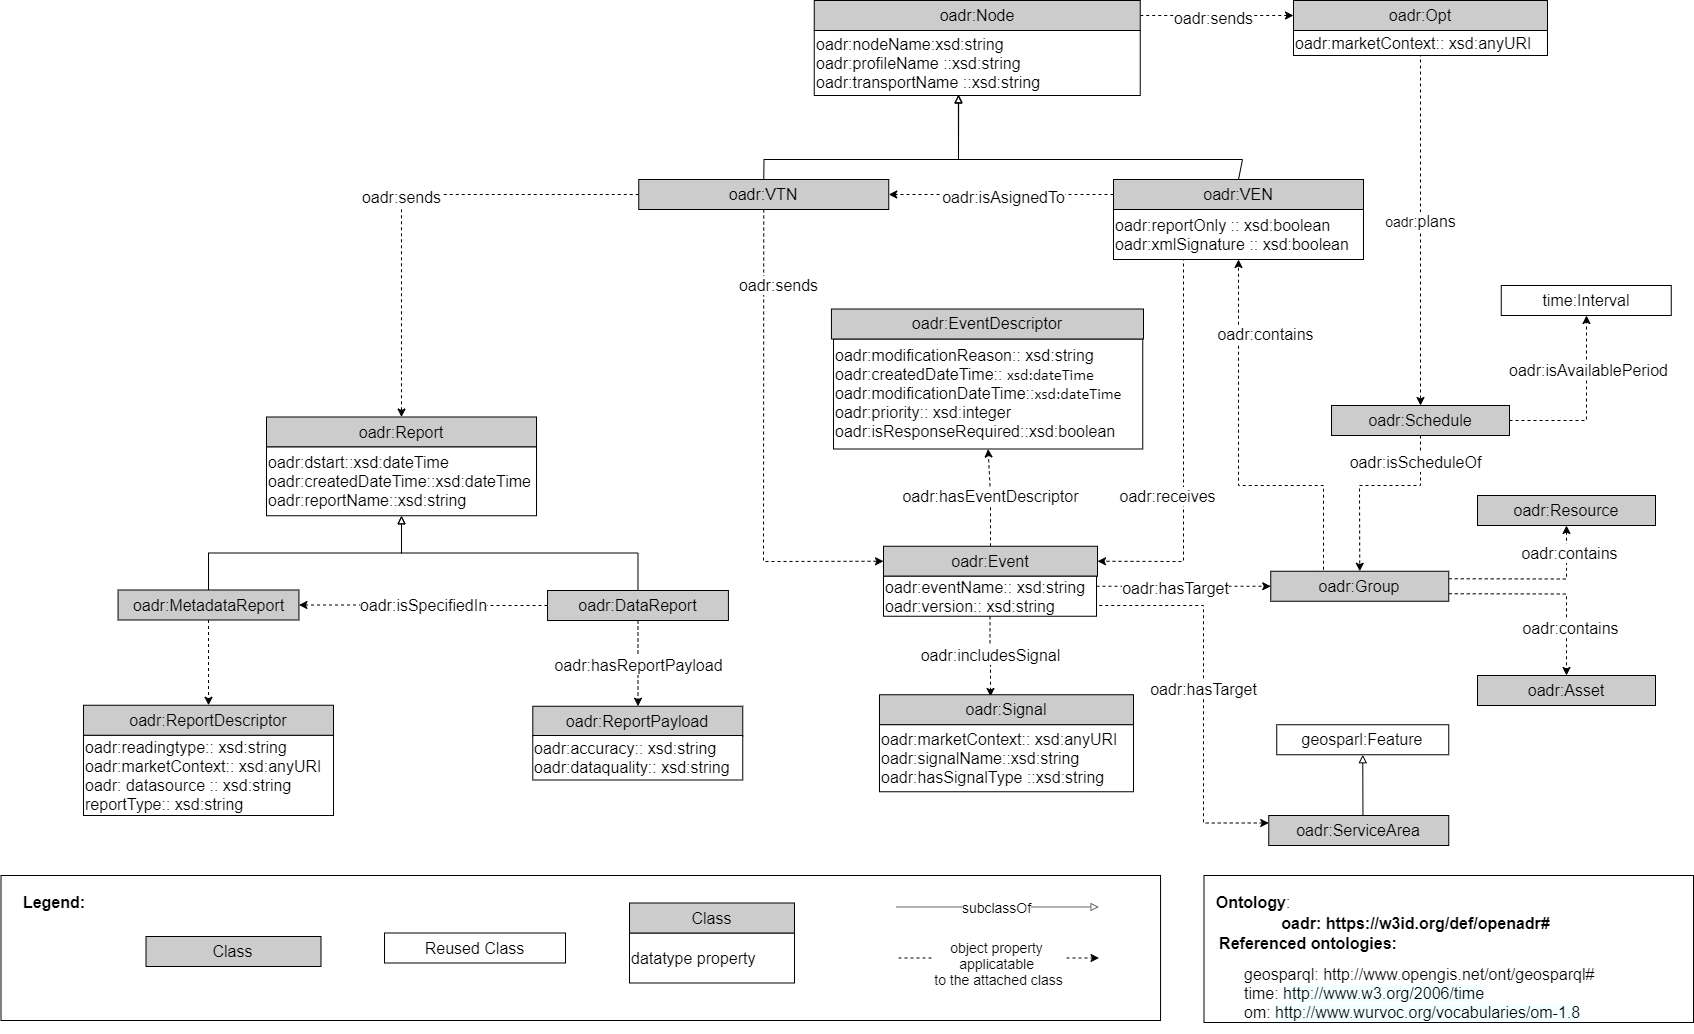 oadr:Node
oadr:nodeName:xsd:string
oadr:profileName ::xsd:string
oadr:transportName ::xsd:string
oadr:sends
oadr:Opt
oadr:marketContext:: xsd:anyURI
oadr:sends
oadr:VTN
oadr:isAsignedTo
oadr:VEN
oadr:reportOnly :: xsd:boolean
oadr:xmlSignature :: xsd:boolean
oadr:plans
oadr:sends
time:Interval
oadr:EventDescriptor
oadr:modificationReason:: xsd:string
oadr:createdDateTime:: xsd:dateTime
oadr:modificationDateTime::xsd:dateTime
oadr:priority:: xsd:integer
oadr:isResponseRequired::xsd:boolean
oadr:contains
oadr:isAvailablePeriod
oadr:Schedule
oadr:Report
oadr:dstart::xsd:dateTime
oadr:createdDateTime::xsd:dateTime
oadr:reportName::xsd:string
oadr:isScheduleOf
oadr:hasEventDescriptor
oadr:receives
oadr:Resource
oadr:contains
oadr:Event
oadr:eventName:: xsd:string
oadr:version:: xsd:string
oadr:hasTarget
oadr:Group
oadr:MetadataReport
oadr:isSpecifiedIn
oadr:DataReport
oadr:contains
oadr:hasReportPayload
oadr:includesSignal
oadr:hasTarget
oadr:Asset
oadr:ReportDescriptor
oadr:readingtype:: xsd:string
oadr:marketContext:: xsd:anyURI
oadr: datasource :: xsd:string
reportType:: xsd:string
oadr:ReportPayload
oadr:accuracy:: xsd:string
oadr:dataquality:: xsd:string
oadr:Signal
oadr:marketContext:: xsd:anyURI
oadr:signalName::xsd:string
oadr:hasSignalType ::xsd:string
geosparl:Feature
oadr:ServiceArea
Legend:
Class
Reused Class
Class
datatype property
subclassOf
object property
applicatable
to the attached class
Ontology:
oadr: https://w3id.org/def/openadr#
Referenced ontologies:
geosparql: http://www.opengis.net/ont/geosparql#
time: http://www.w3.org/2006/time
om: http://www.wurvoc.org/vocabularies/om-1.8